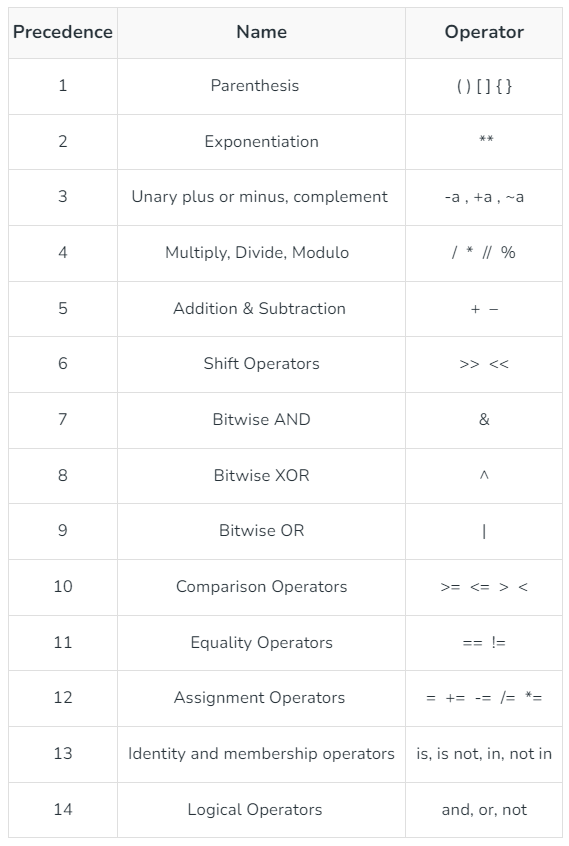 Precedence Name Operator
1 Parenthesis ( ) [ ] { }
2 Exponentiation **
3 Unary plus or minus, complement -a , +a , ~a
4 Multiply, Divide, Modulo / * // %
5 Addition & Subtraction + –
6 Shift Operators >> <<
7 Bitwise AND &
8 Bitwise XOR ^
9 Bitwise OR |
10 Comparison Operators >= <= > <
11 Equality Operators == !=
12 Assignment Operators = += -= /= *=
13 Identity and membership operators is, is not, in, not in
14 Logical Operators and, or, not